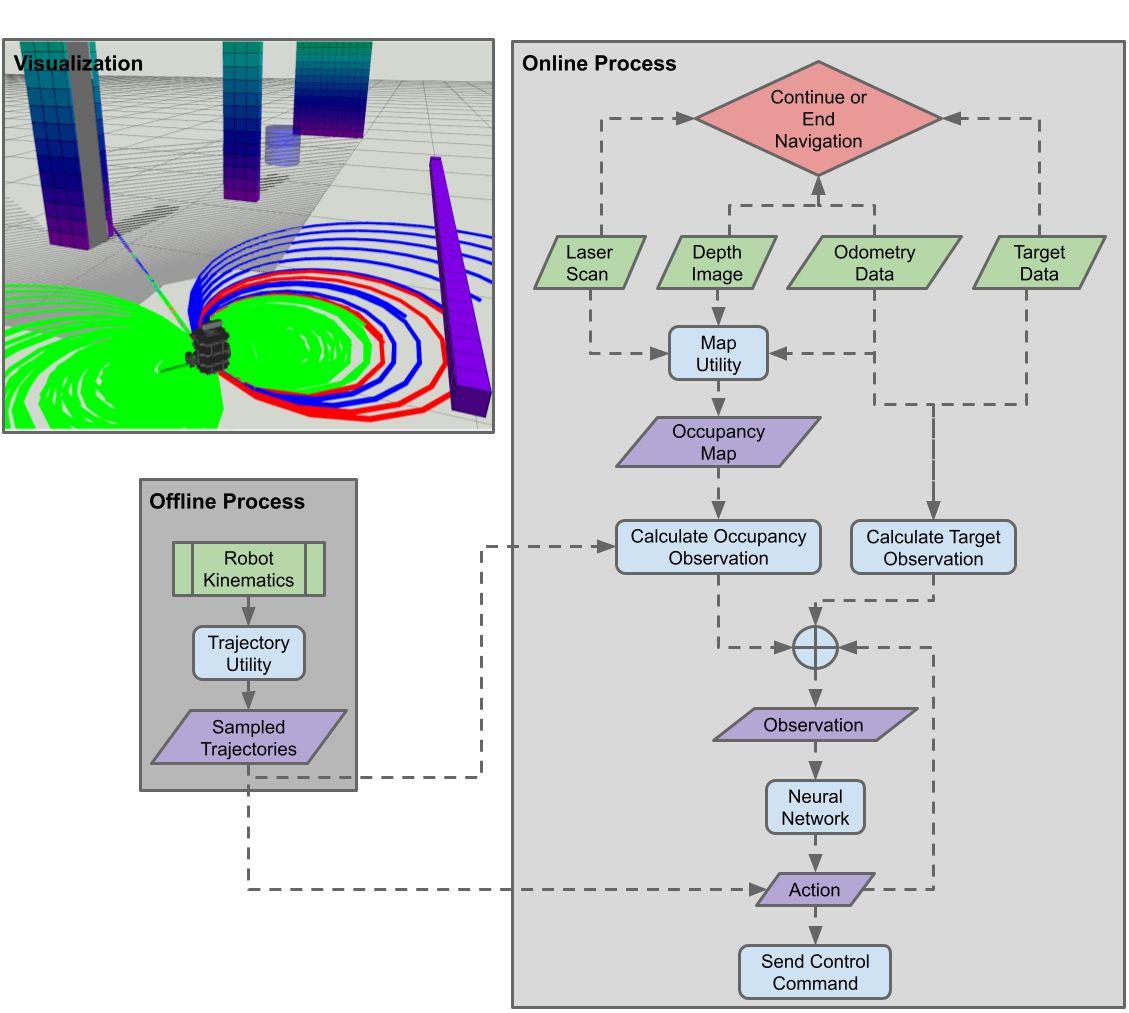 Visualization
Online Process
Continue or
End
Navigation
Laser
Scan
Depth
Image
Odometry
Data
Target
Data
Map
Utility
Occupancy
Map
Offline Process
Robot
Kinematics
Trajectory
Utility
Sampled
Trajectories
Calculate Occupancy
Observation
Calculate Target
Observation
Observation
Neural
Network
Action
Send Control
Command